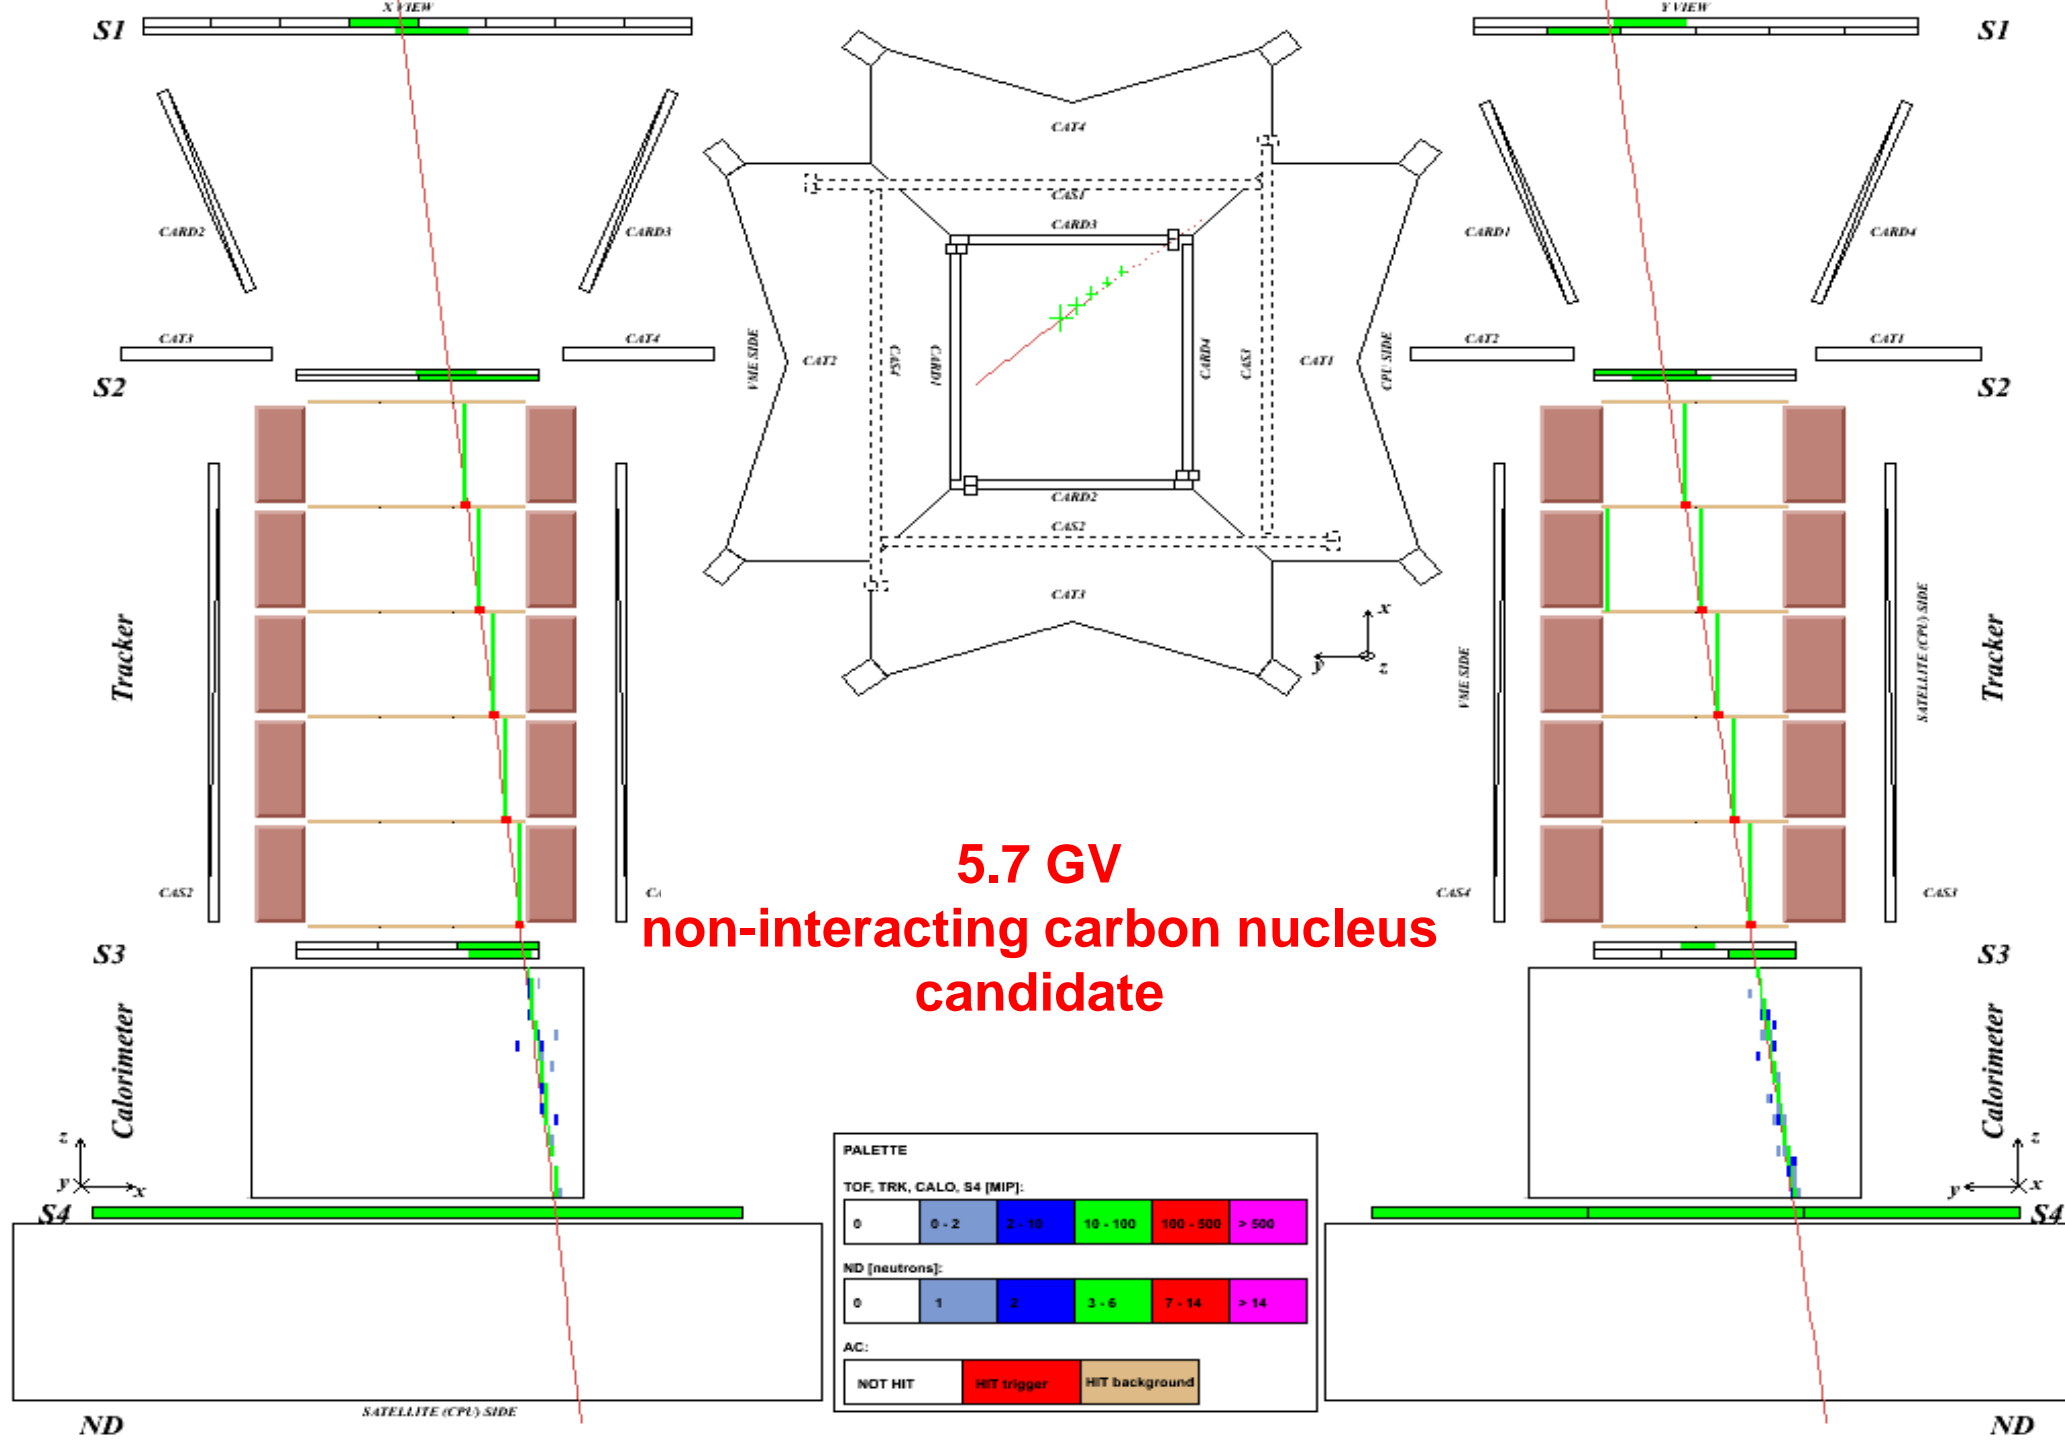 X VIEW
S1
CARD2
CARD3
CAT3
CAT4
S2
Tracker
CAS2
S3
Calorimeter
z
y
x
S4
SATELLITE (CPU) SIDE
ND
CAT4
CAS1
CARD3
VME SIDE
CAT2
CAS4
CARD1
CARD4
CAS3
CAT1
CPU SIDE
CARD2
CAS2
CAT3
x
y
z
5.7 GV
non-interacting carbon nucleus
candidate
PALETTE
TOF, TRK, CALO, S4 [MIP]:
0 0 - 2 2 - 10 10 - 100 100 - 500 > 500
ND [neutrons]:
0 1 2 3 - 6 7 - 14 > 14
AC:
NOT HIT HIT trigger HIT background
Y VIEW
S1
CARD1
CARD4
CAT2
CAT1
S2
VME SIDE
SATELLITE (CPU) SIDE
Tracker
CAS4
CAS3
S3
Calorimeter
z
y
x
S4
ND